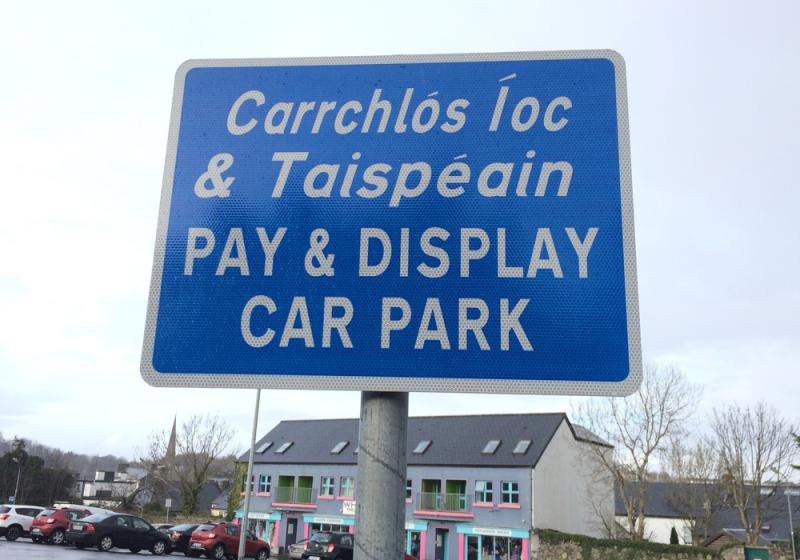 Carrchlós Íoc
& Taispéain
PAY & DISPLAY
CAR PARK